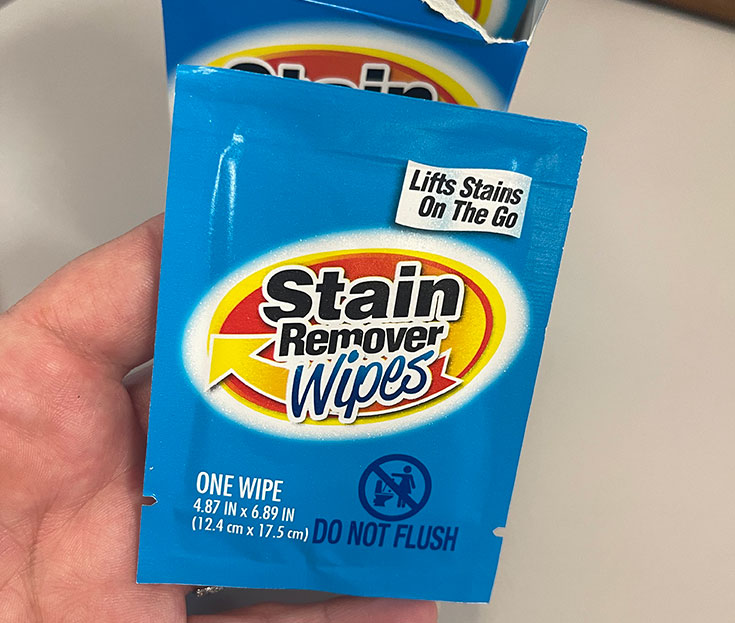 Stain
Lifts Stains
On The Go
Stain
Remover
Wipes
ONE WIPE
4.87 IN x 6.89 IN
(12.4 cm x 17.5 cm)
DO NOT FLUSH